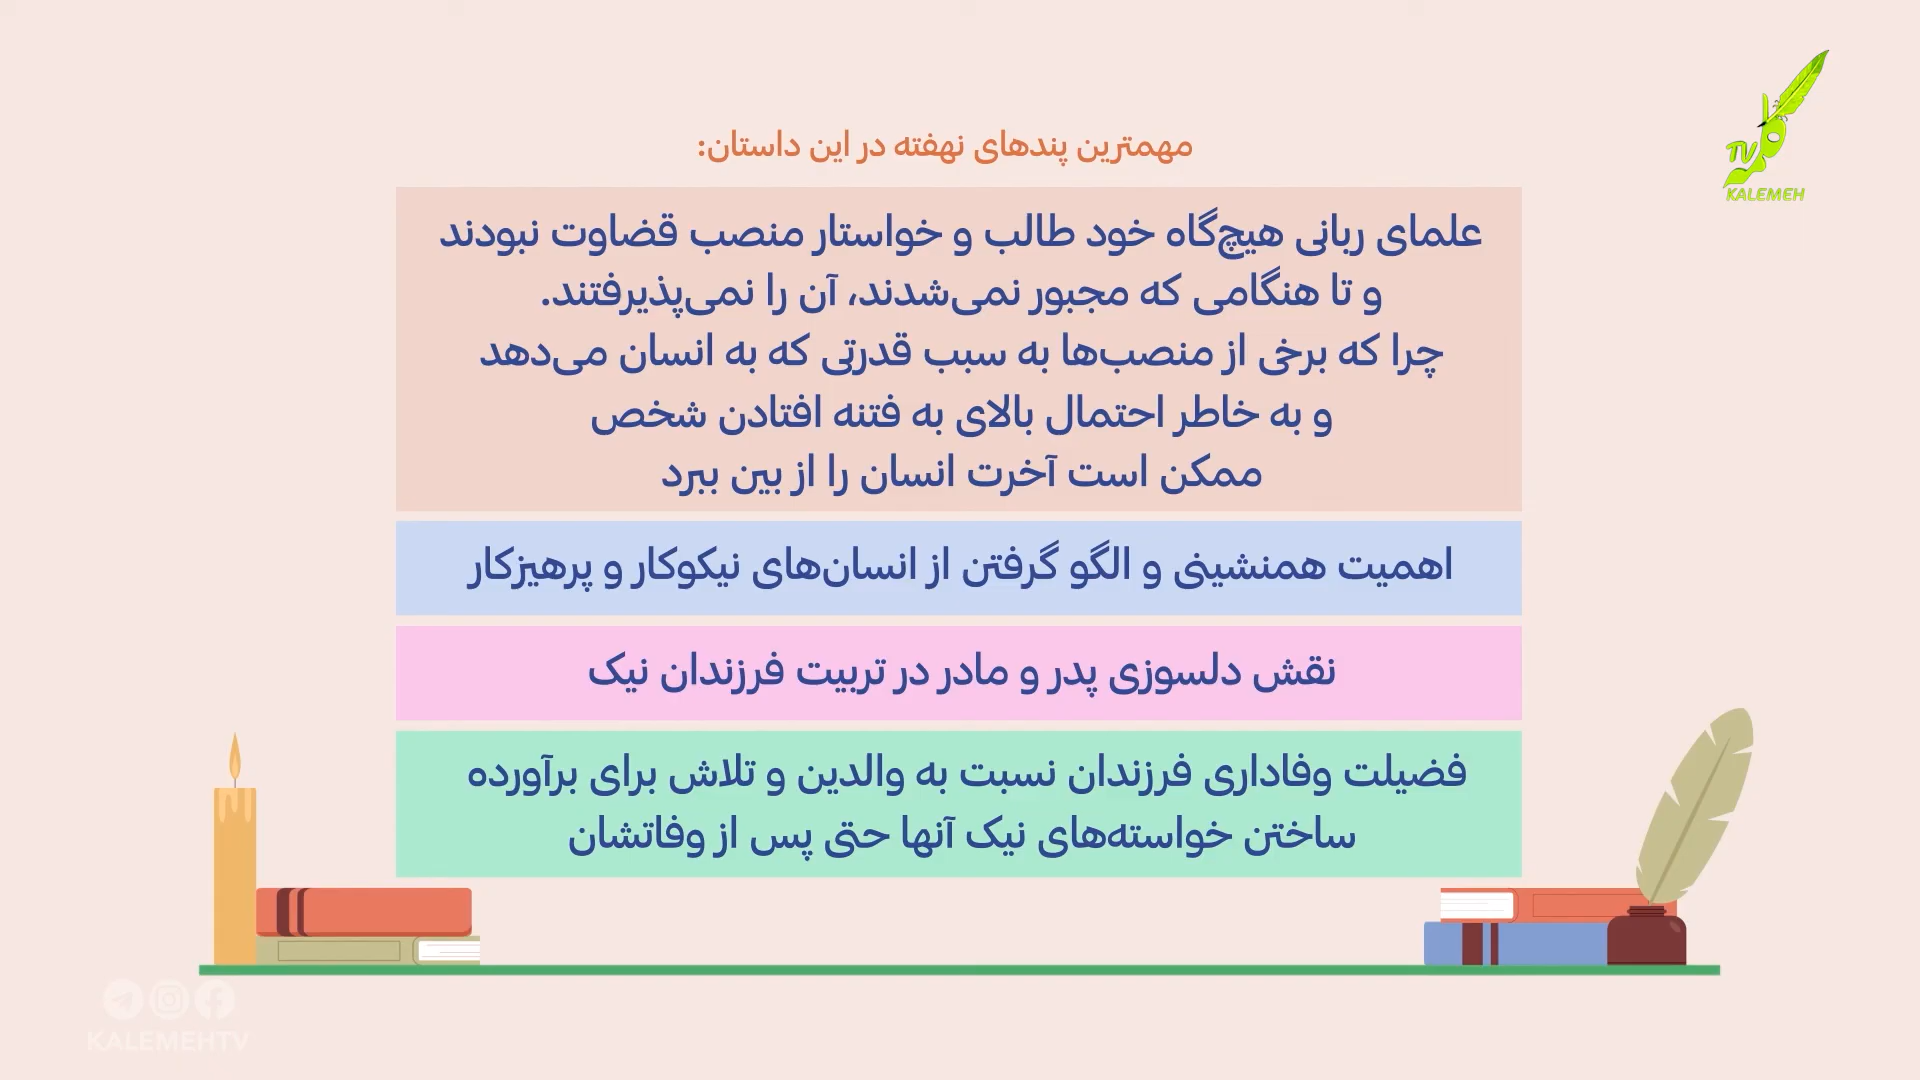 TV
KALEMEH
مهمترین پندهای نهفته در این داستان:
علمای ربانی هیچ‌گاه خود طالب و خواستار منصب قضاوت نبودند
و تا هنگامی که مجبور نمی‌شدند، آن را نمی‌پذیرفتند.
چرا که برخی از منصب‌ها به سبب قدرتی که به انسان می‌دهد
و به خاطر احتمال بالای به فتنه افتادن شخص
ممکن است آخرت انسان را از بین ببرد
اهمیت همنشینی و الگو گرفتن از انسان‌های نیکوکار و پرهیزکار
نقش دلسوزی پدر و مادر در تربیت فرزندان نیک
فضیلت وفاداری فرزندان نسبت به والدین و تلاش برای برآورده
ساختن خواسته‌های نیک آنها حتی پس از وفاتشان
KALEMEHTV